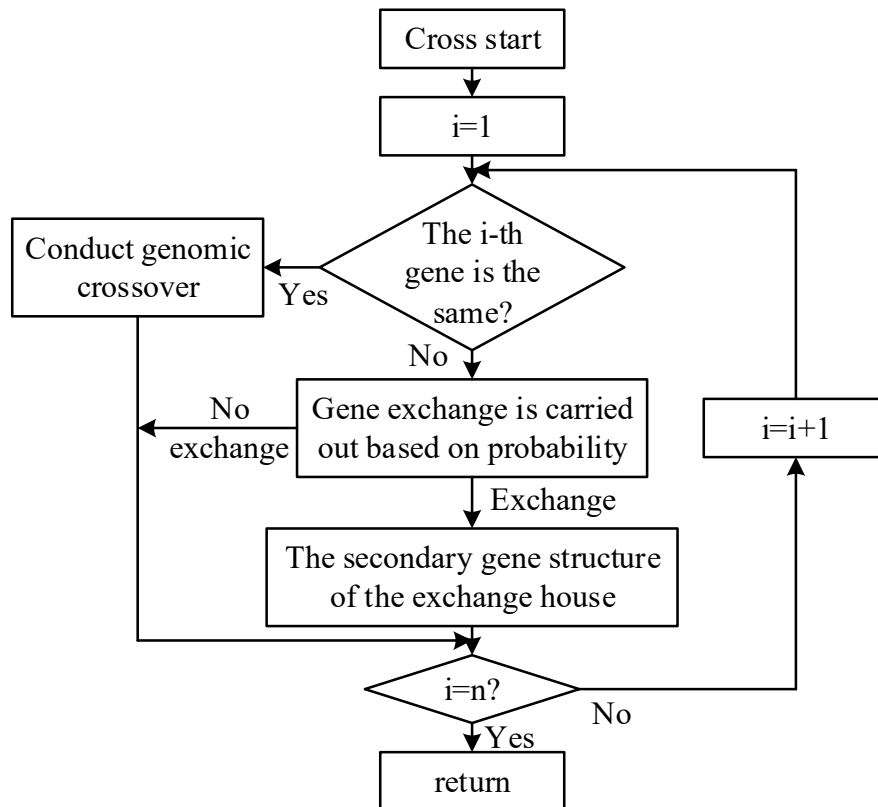 Cross start
i=1
The i-th
gene is the
same?
Conduct genomic
crossover
Yes
No
Gene exchange is carried
out based on probability
No
exchange
i=i+1
Exchange
The secondary gene structure
of the exchange house
i=n?
No
Yes
return